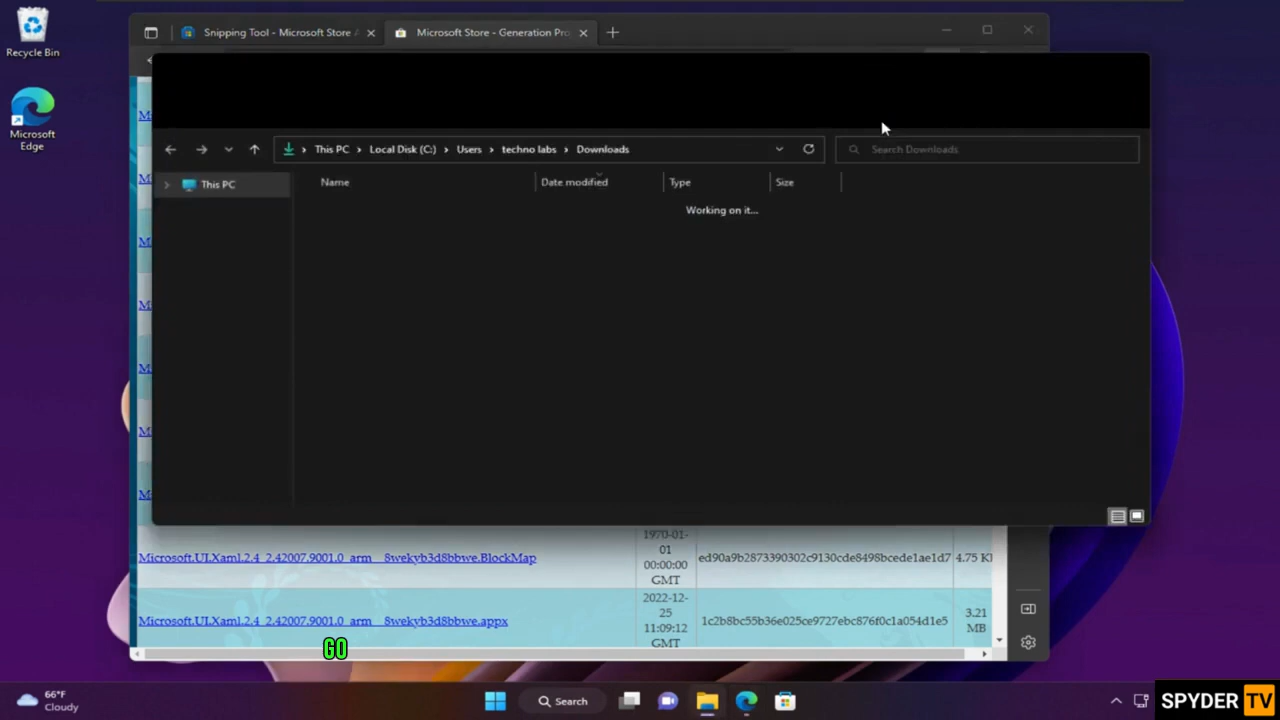 Recycle Bin
Microsoft
Edge
Snipping Tool - Microsoft Store A
Microsoft Store - Generation Pro
This PC
Local Disk (C:)
Users
techno labs
Downloads
Search Downloads
This PC
Name
Date modified
Type
Size
Working on it...
1970-01-
01
00:00:00
GMT
Microsoft.UI.Xaml.2.4_2.42007.9001.0_arm__8wekyb3d8bbwe.BlockMap
ed90a9b2873390302c9130cde8498bcede1ae1d7
4.75 K
2022-12-
25
11:09:12
GMT
Microsoft.UI.Xaml.2.4_2.42007.9001.0_arm__8wekyb3d8bbwe.appx
1c2b8bc55b36e025ce9727ebc876f0c1a054d1e5
3.21
MB
GO
66°F
Cloudy
Search
SPYDER TV